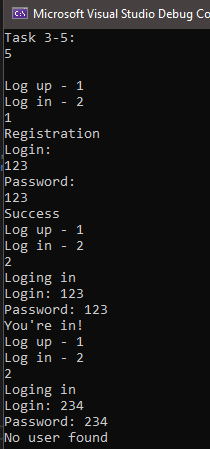 Microsoft Visual Studio Debug Co
Task 3-5:
5
Log up - 1
Log in - 2
1
Registration
Login:
123
Password:
123
Success
Log up - 1
Log in - 2
2
Loging in
Login: 123
Password: 123
You're in!
Log up - 1
Log in - 2
2
Loging in
Login: 234
Password: 234
No user found